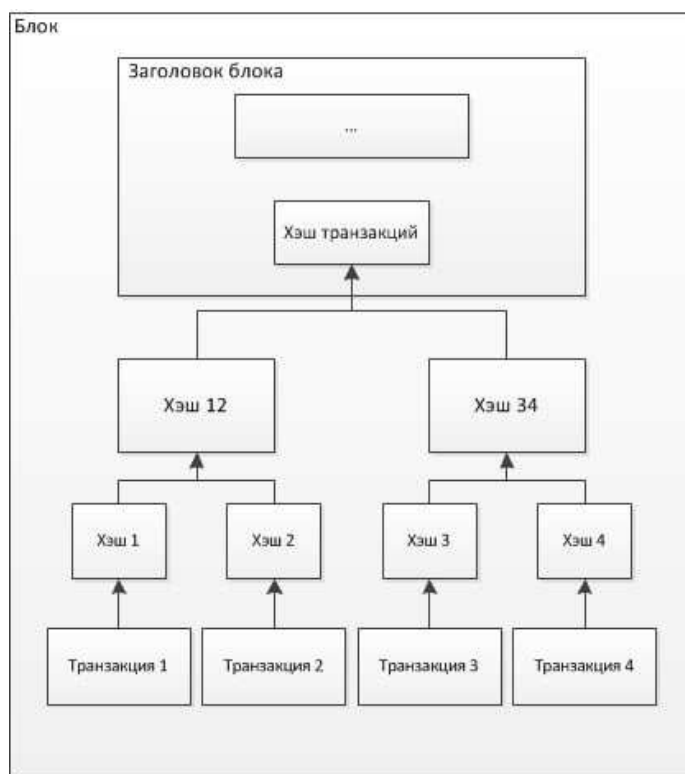 Блок
Заголовок блока
...
Хэш транзакций
Хэш 12
Хэш 34
Хэш 1
Хэш 2
Хэш 3
Хэш 4
Транзакция 1
Транзакция 2
Транзакция 3
Транзакция 4